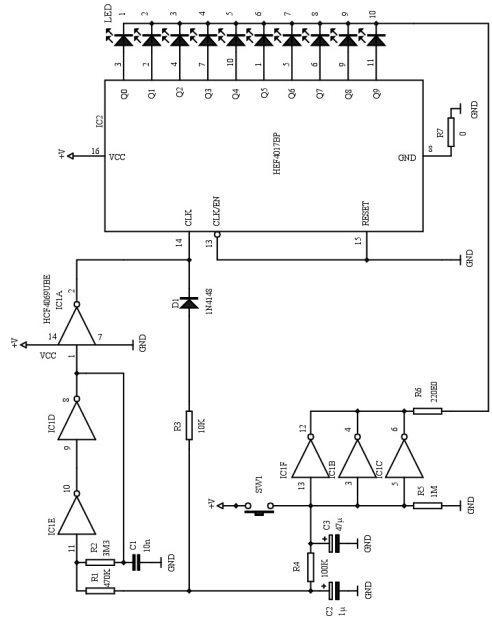 LED
1 2 3 4 5 6 7 8 9 10
3 2 4 7 10 1 5 6 9 11
Q0 Q1 Q2 Q3 Q4 Q5 Q6 Q7 Q8 Q9
IC2
HEF4017BP
+V
16
VCC
GND
8
R7
0
GND
CLK
CLK/EN
RESET
14
13
15
GND
HCF4069UBE
IC1A
2
+V
14
VCC
1
7
GND
D1
1N4148
8
IC1D
9
R3
10K
10
IC1E
11
R1
470K
R2
3M3
C1
10n
GND
12
IC1F
13
4
IC1B
3
6
IC1C
5
R6
220E0
SW1
+V
R5
1M
GND
R4
100K
C3
47µ
GND
C2
1µ
GND
+
+